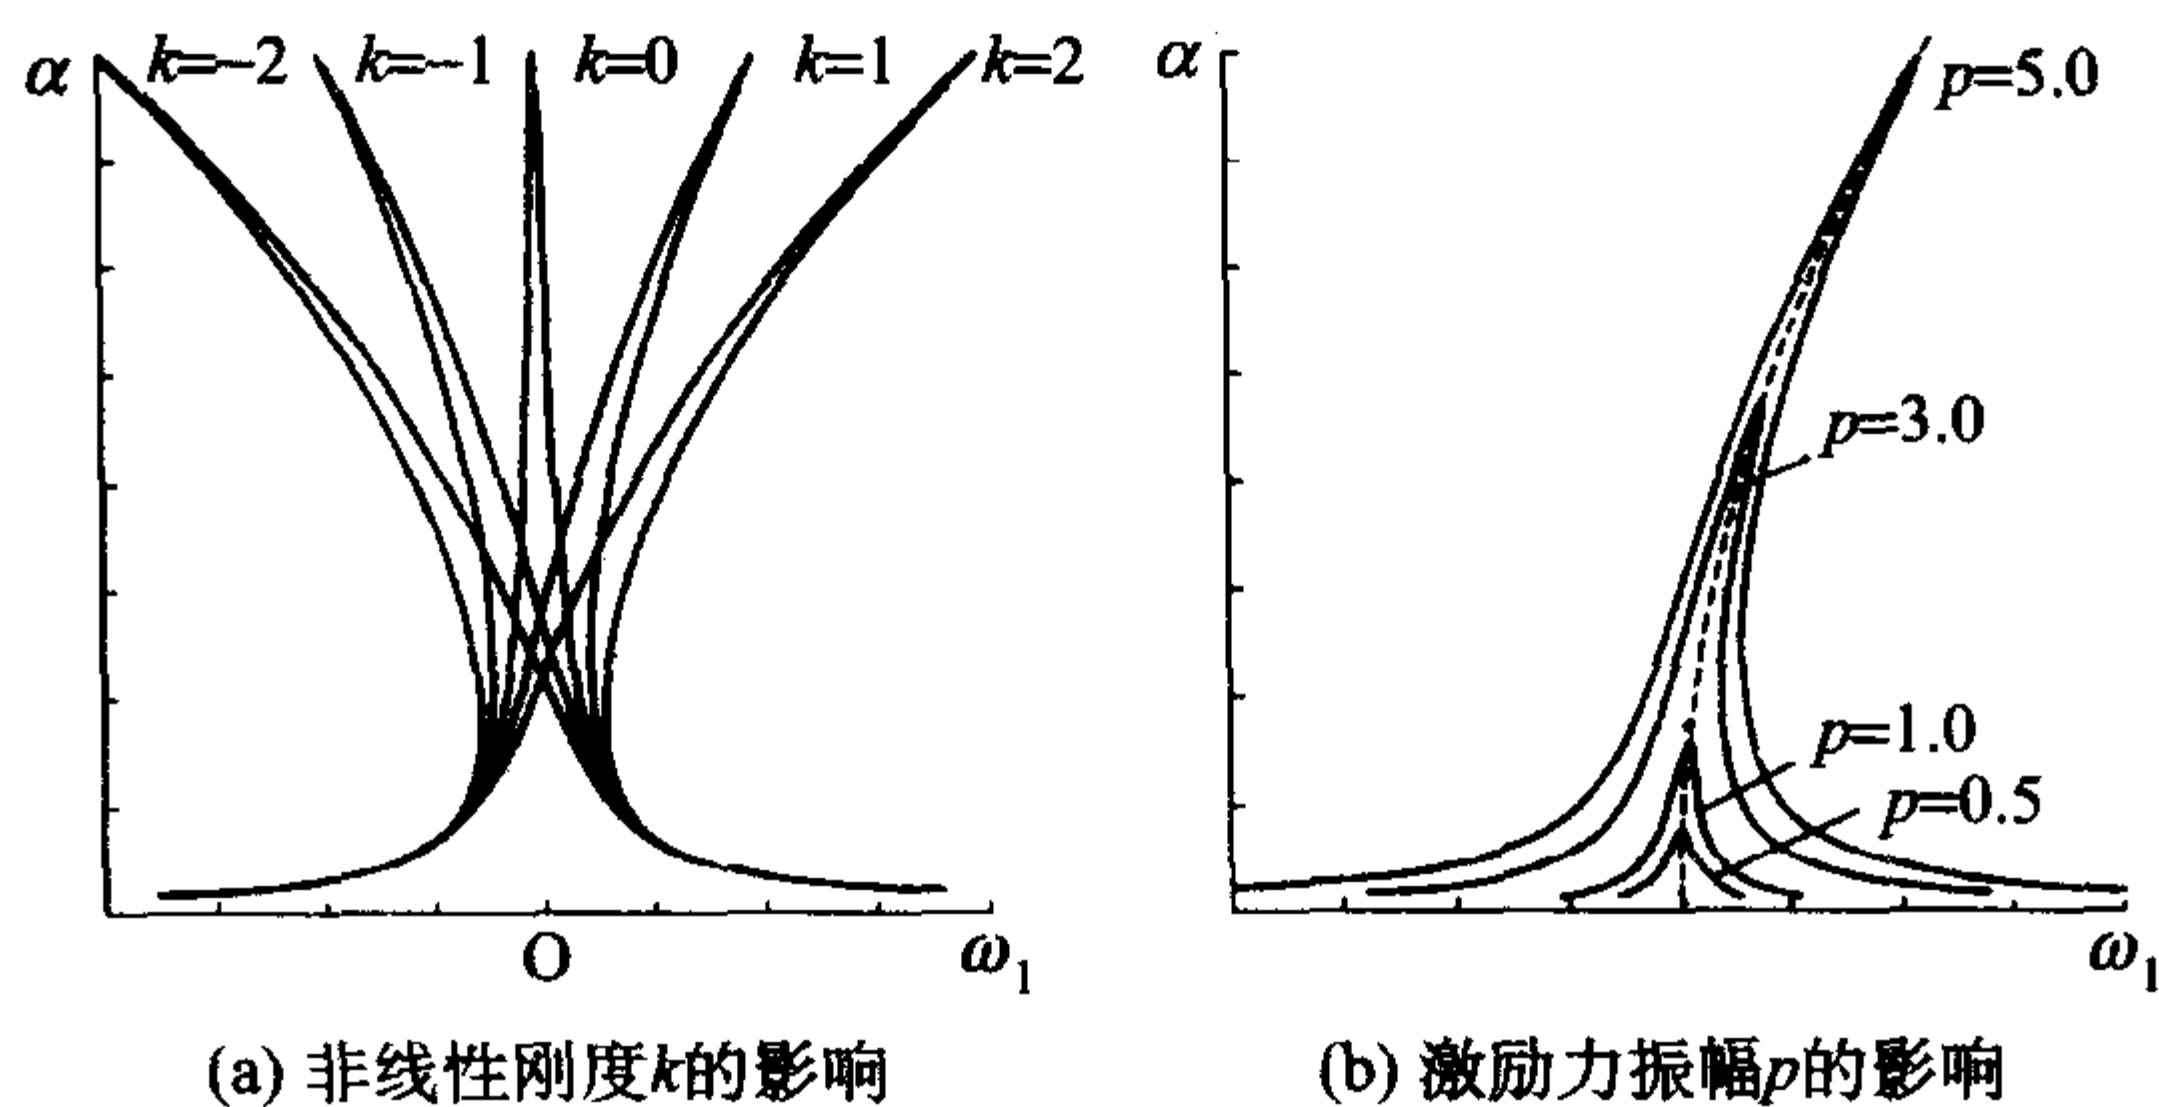 α k=−2 k=−1 k=0 k=1 k=2
O ω₁
(a) 非线性刚度k的影响
α p=5.0
p=3.0
p=1.0
p=0.5
ω₁
(b) 激励力振幅p的影响